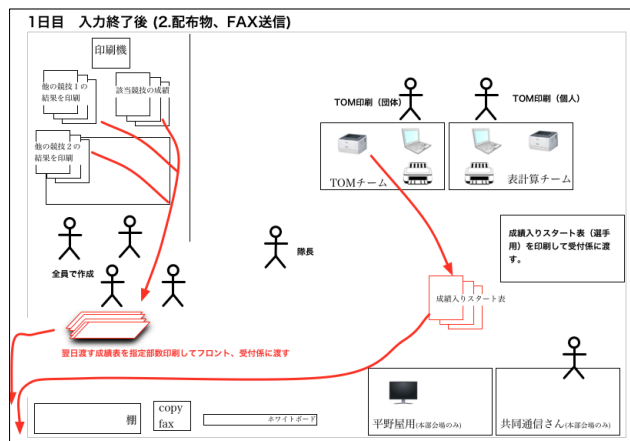 1日目　入力終了後 (2.配布物、FAX送信)
印刷機
他の競技１の
結果を印刷
該当競技の成績
他の競技２の
結果を印刷
TOM印刷（団体）
TOM印刷（個人）
TOMチーム
表計算チーム
成績入りスタート表（選手
用）を印刷して受付係に渡
す。
隊長
全員で作成
成績入りスタート表
翌日渡す成績表を指定部数印刷してフロント、受付係に渡す
棚
copy
fax
ホワイトボード
平野屋用(本部会場のみ)
共同通信さん(本部会場のみ)